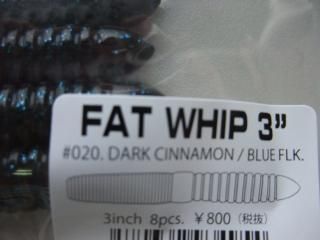 FAT WHIP 3”
#020. DARK CINNAMON / BLUE FLK.
3inch 8pcs. ￥800（税抜）